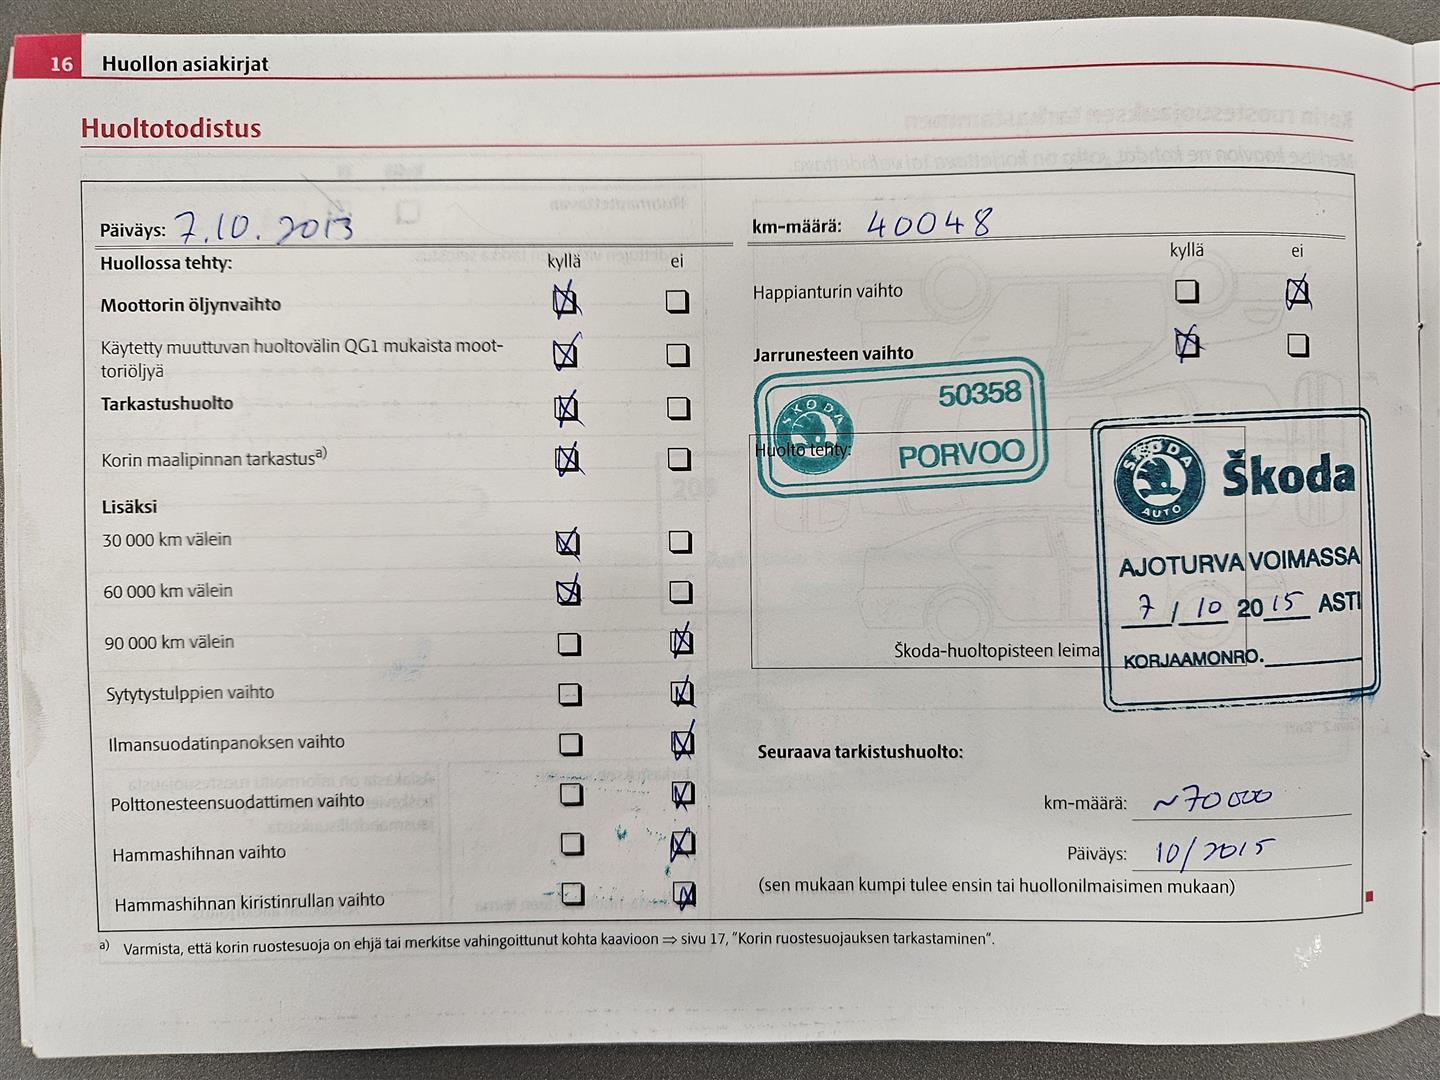 16 Huollon asiakirjat
Huoltotodistus
Päiväys: 7.10.2013
km-määrä: 40048
Huollossa tehty: kyllä ei
kyllä ei
Moottorin öljynvaihto
Happianturin vaihto
Käytetty muuttuvan huoltovälin QG1 mukaista moot-
toriöljyä
Jarrunesteen vaihto
Tarkastushuolto
Korin maalipinnan tarkastus a)
Lisäksi
30 000 km välein
60 000 km välein
90 000 km välein
Sytytystulppien vaihto
Ilmansuodatinpanoksen vaihto
Polttonesteensuodattimen vaihto
Hammashihnan vaihto
Hammashihnan kiristinrullan vaihto
ŠKODA
50358
PORVOO
Huolto tehty:
ŠKODA
AUTO
Škoda
AJOTURVA VOIMASSA
7 / 10 2015 ASTI
KORJAAMONRO.
Škoda-huoltopisteen leima
Seuraava tarkistushuolto:
km-määrä: ~70000
Päiväys: 10/2015
(sen mukaan kumpi tulee ensin tai huollonilmaisimen mukaan)
a) Varmista, että korin ruostesuoja on ehjä tai merkitse vahingoittunut kohta kaavioon ⇒ sivu 17, "Korin ruostesuojauksen tarkastaminen".